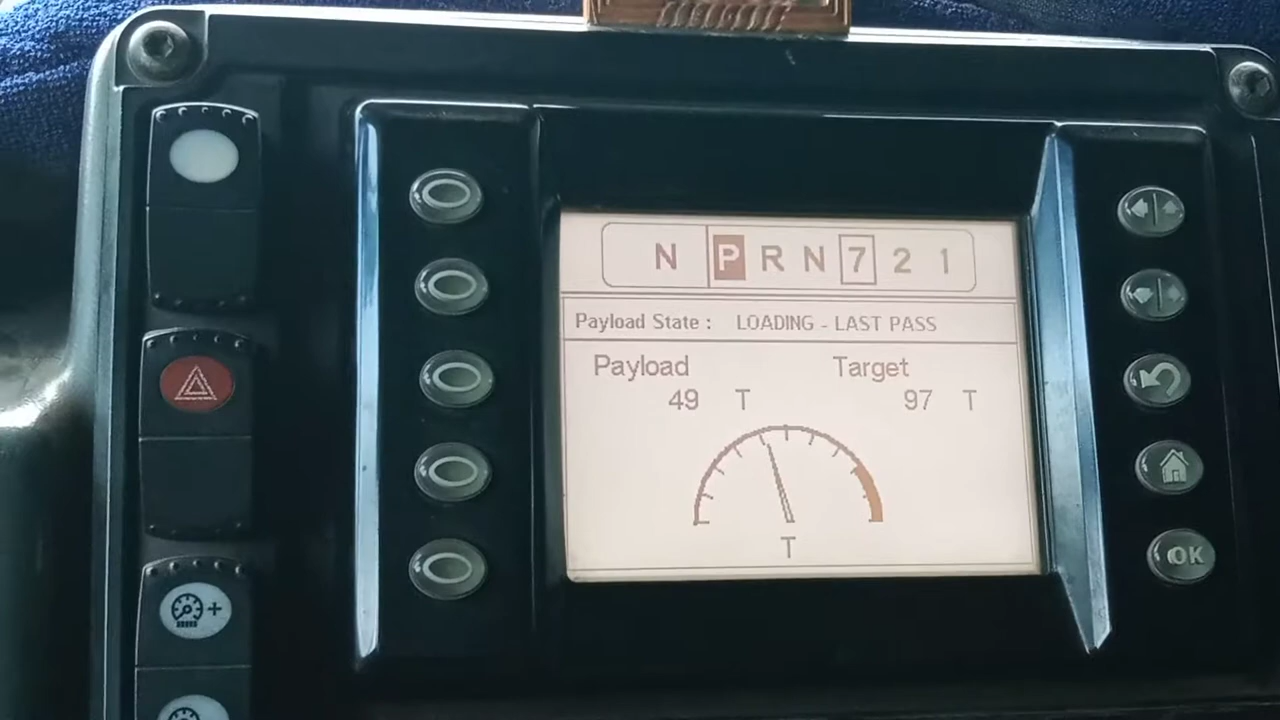 N P R N 7 2 1
Payload State : LOADING - LAST PASS
Payload Target
49 T 97 T
T
OK